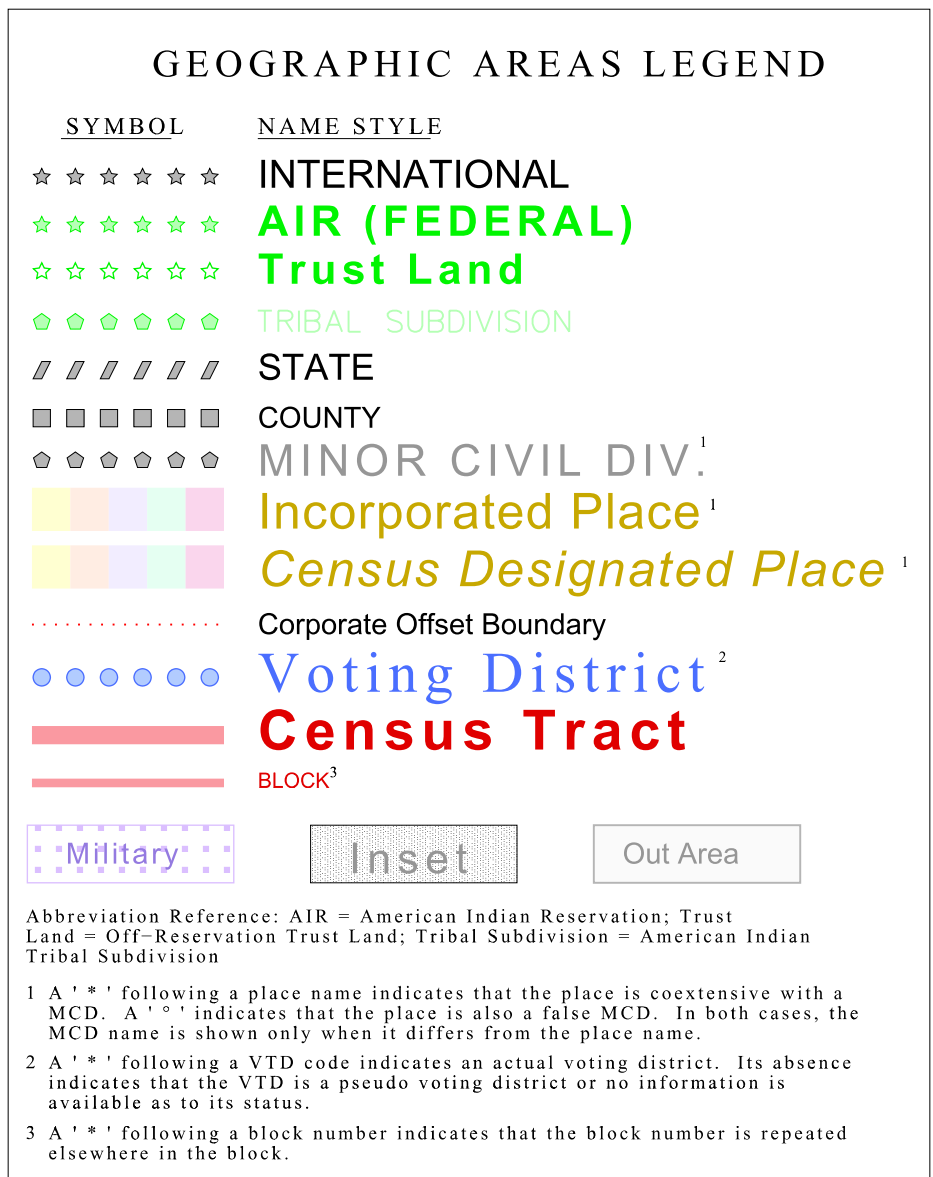 GEOGRAPHIC AREAS LEGEND
SYMBOL NAME STYLE
INTERNATIONAL
AIR (FEDERAL)
Trust Land
TRIBAL SUBDIVISION
STATE
COUNTY
MINOR CIVIL DIV.1
Incorporated Place 1
Census Designated Place 1
Corporate Offset Boundary
Voting District 2
Census Tract
BLOCK3
Military Inset Out Area
Abbreviation Reference: AIR = American Indian Reservation; Trust
Land = Off−Reservation Trust Land; Tribal Subdivision = American Indian
Tribal Subdivision
1 A ' * ' following a place name indicates that the place is coextensive with a
MCD. A ' ° ' indicates that the place is also a false MCD. In both cases, the
MCD name is shown only when it differs from the place name.
2 A ' * ' following a VTD code indicates an actual voting district. Its absence
indicates that the VTD is a pseudo voting district or no information is
available as to its status.
3 A ' * ' following a block number indicates that the block number is repeated
elsewhere in the block.